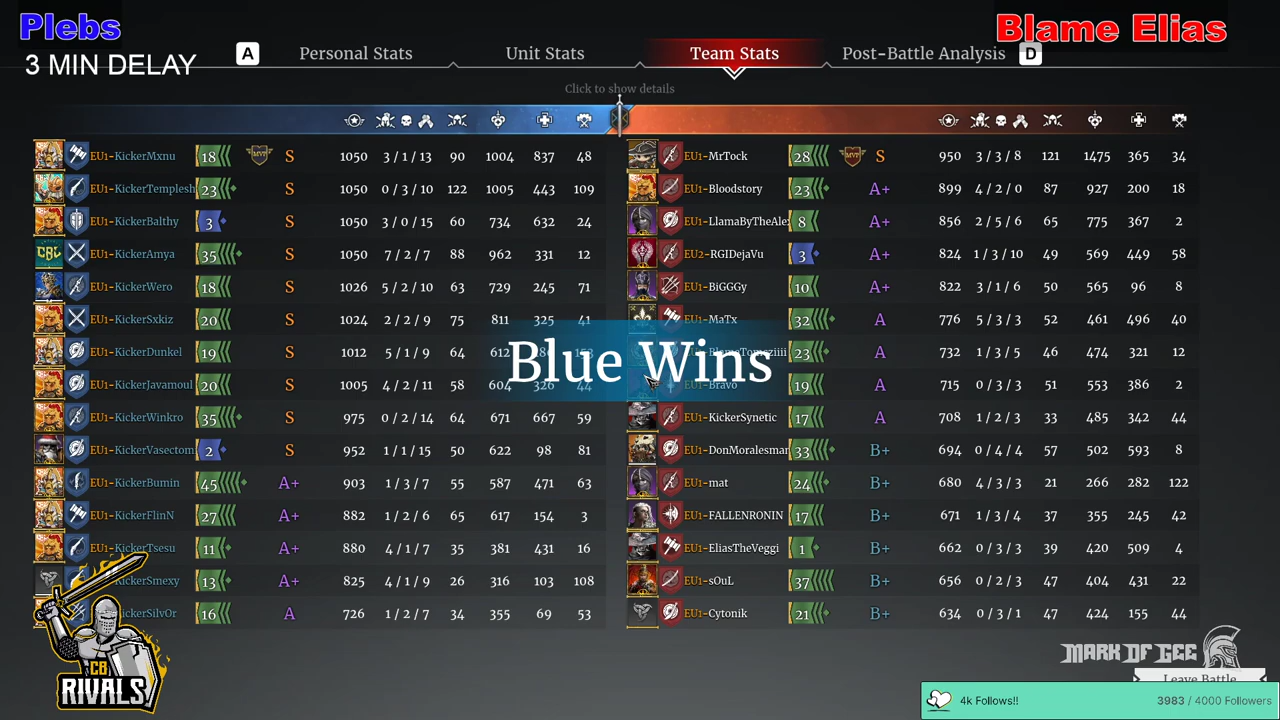 Plebs
Blame Elias
3 MIN DELAY
A Personal Stats Unit Stats Team Stats Post-Battle Analysis D
Click to show details
EU1-KickerMxnu 18 MVP S 1050 3 / 1 / 13 90 1004 837 48
EU1-KickerTemplesh 23 S 1050 0 / 3 / 10 122 1005 443 109
EU1-KickerBalthy 3 S 1050 3 / 0 / 15 60 734 632 24
CBL EU1-KickerAmya 35 S 1050 7 / 2 / 7 88 962 331 12
EU1-KickerWero 18 S 1026 5 / 2 / 10 63 729 245 71
EU1-KickerSxkiz 20 S 1024 2 / 2 / 9 75 811 325 41
EU1-KickerDunkel 19 S 1012 5 / 1 / 9 64 612
EU1-KickerJavamoul 20 S 1005 4 / 2 / 11 58 604 326 44
EU1-KickerWinkro 35 S 975 0 / 2 / 14 64 671 667 59
EU1-KickerVasectom 2 S 952 1 / 1 / 15 50 622 98 81
EU1-KickerBumin 45 A+ 903 1 / 3 / 7 55 587 471 63
EU1-KickerFlinN 27 A+ 882 1 / 2 / 6 65 617 154 3
EU1-KickerTsesu 11 A+ 880 4 / 1 / 7 35 381 431 16
KickerSmexy 13 A+ 825 4 / 1 / 9 26 316 103 108
KickerSilvOr 16 A 726 1 / 2 / 7 34 355 69 53
EU1-MrTock 28 MVP S 950 3 / 3 / 8 121 1475 365 34
EU1-Bloodstory 23 A+ 899 4 / 2 / 0 87 927 200 18
EU1-LlamaByTheAle 8 A+ 856 2 / 5 / 6 65 775 367 2
EU2-RGIDejaVu 3 A+ 824 1 / 3 / 10 49 569 449 58
EU1-BiGGGy 10 A+ 822 3 / 1 / 6 50 565 96 8
EU1-MaTx 32 A 776 5 / 3 / 3 52 461 496 40
23 A 732 1 / 3 / 5 46 474 321 12
Bravo 19 A 715 0 / 3 / 3 51 553 386 2
EU1-KickerSynetic 17 A 708 1 / 2 / 3 33 485 342 44
EU1-DonMoralesmar 33 B+ 694 0 / 4 / 4 57 502 593 8
EU1-mat 24 B+ 680 4 / 3 / 3 21 266 282 122
EU1-FALLENRONIN 17 B+ 671 1 / 3 / 4 37 355 245 42
EU1-EliasTheVeggi 1 B+ 662 0 / 3 / 3 39 420 509 4
EU1-sOuL 37 B+ 656 0 / 2 / 3 47 404 431 22
EU1-Cytonik 21 B+ 634 0 / 3 / 1 47 424 155 44
Blue Wins
CB
RIVALS
MARK OF GEE
Leave Battle
4k Follows!! 3983 / 4000 Followers